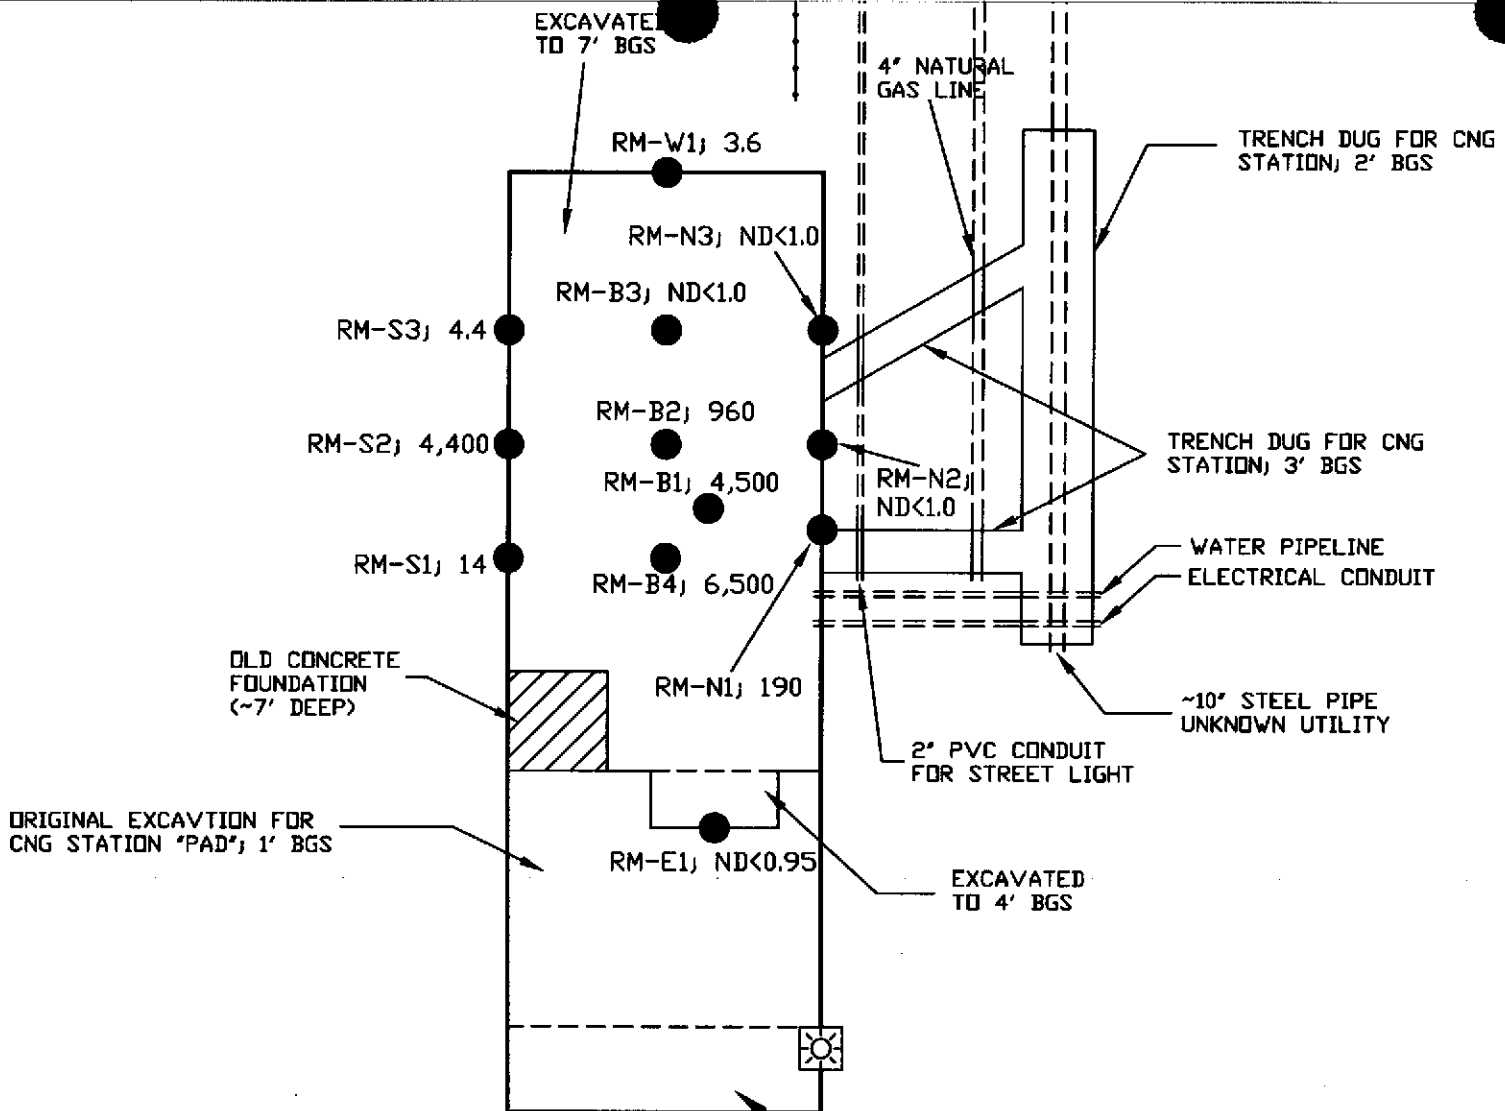 EXCAVATED
TO 7' BGS
4" NATURAL
GAS LINE
TRENCH DUG FOR CNG
STATION; 2' BGS
RM-W1; 3.6
RM-N3; ND<1.0
RM-B3; ND<1.0
RM-S3; 4.4
RM-B2; 960
RM-S2; 4,400
TRENCH DUG FOR CNG
STATION; 3' BGS
RM-B1; 4,500
RM-N2;
ND<1.0
RM-S1; 14
RM-B4; 6,500
WATER PIPELINE
ELECTRICAL CONDUIT
OLD CONCRETE
FOUNDATION
(~7' DEEP)
RM-N1; 190
~10" STEEL PIPE
UNKNOWN UTILITY
2" PVC CONDUIT
FOR STREET LIGHT
ORIGINAL EXCAVTION FOR
CNG STATION "PAD"; 1' BGS
RM-E1; ND<0.95
EXCAVATED
TO 4' BGS